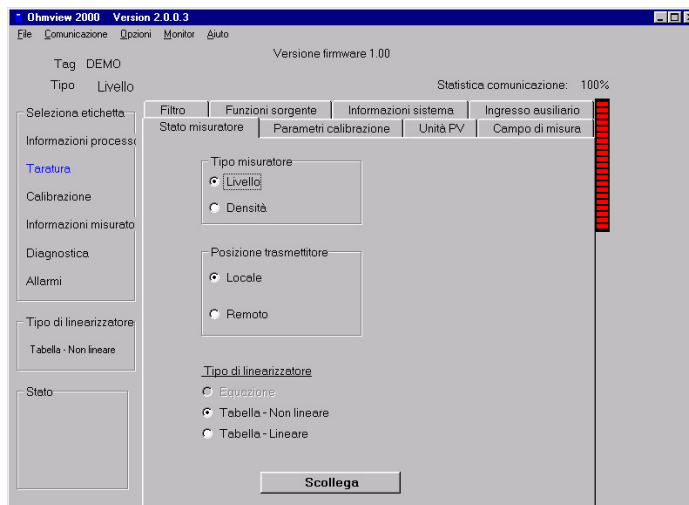 Ohmview 2000 Version 2.0.0.3
File Comunicazione Opzioni Monitor Aiuto
Versione firmware 1.00
Tag DEMO
Tipo Livello
Statistica comunicazione: 100%
Seleziona etichetta
Informazioni processo
Taratura
Calibrazione
Informazioni misurato
Diagnostica
Allarmi
Tipo di linearizzatore
Tabella - Non lineare
Stato
Filtro Funzioni sorgente Informazioni sistema Ingresso ausiliario
Stato misuratore Parametri calibrazione Unità PV Campo di misura
Tipo misuratore
Livello
Densità
Posizione trasmettitore
Locale
Remoto
Tipo di linearizzatore
Equazione
Tabella - Non lineare
Tabella - Lineare
Scollega